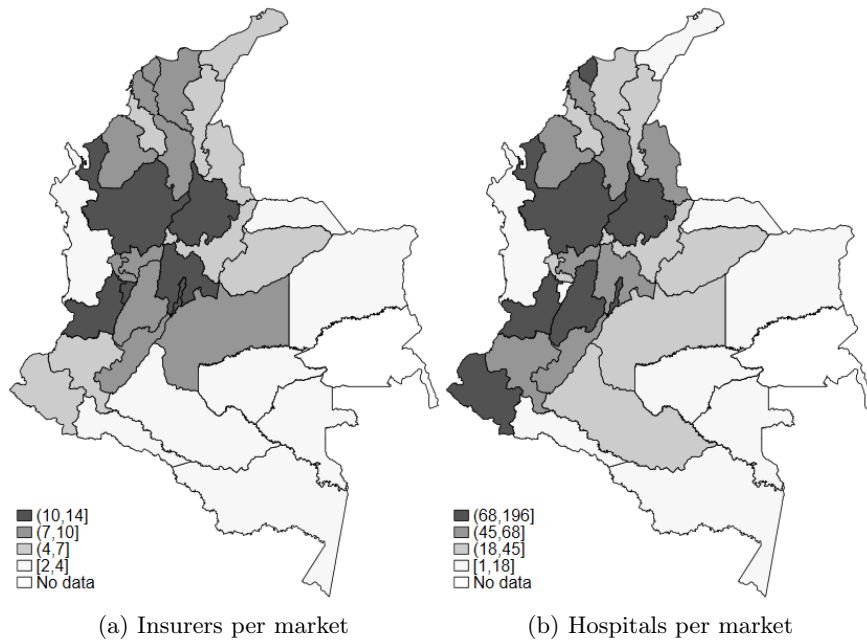 (10,14]
(7,10]
(4,7]
[2,4]
No data
(a) Insurers per market
(68,196]
(45,68]
(18,45]
[1,18]
No data
(b) Hospitals per market